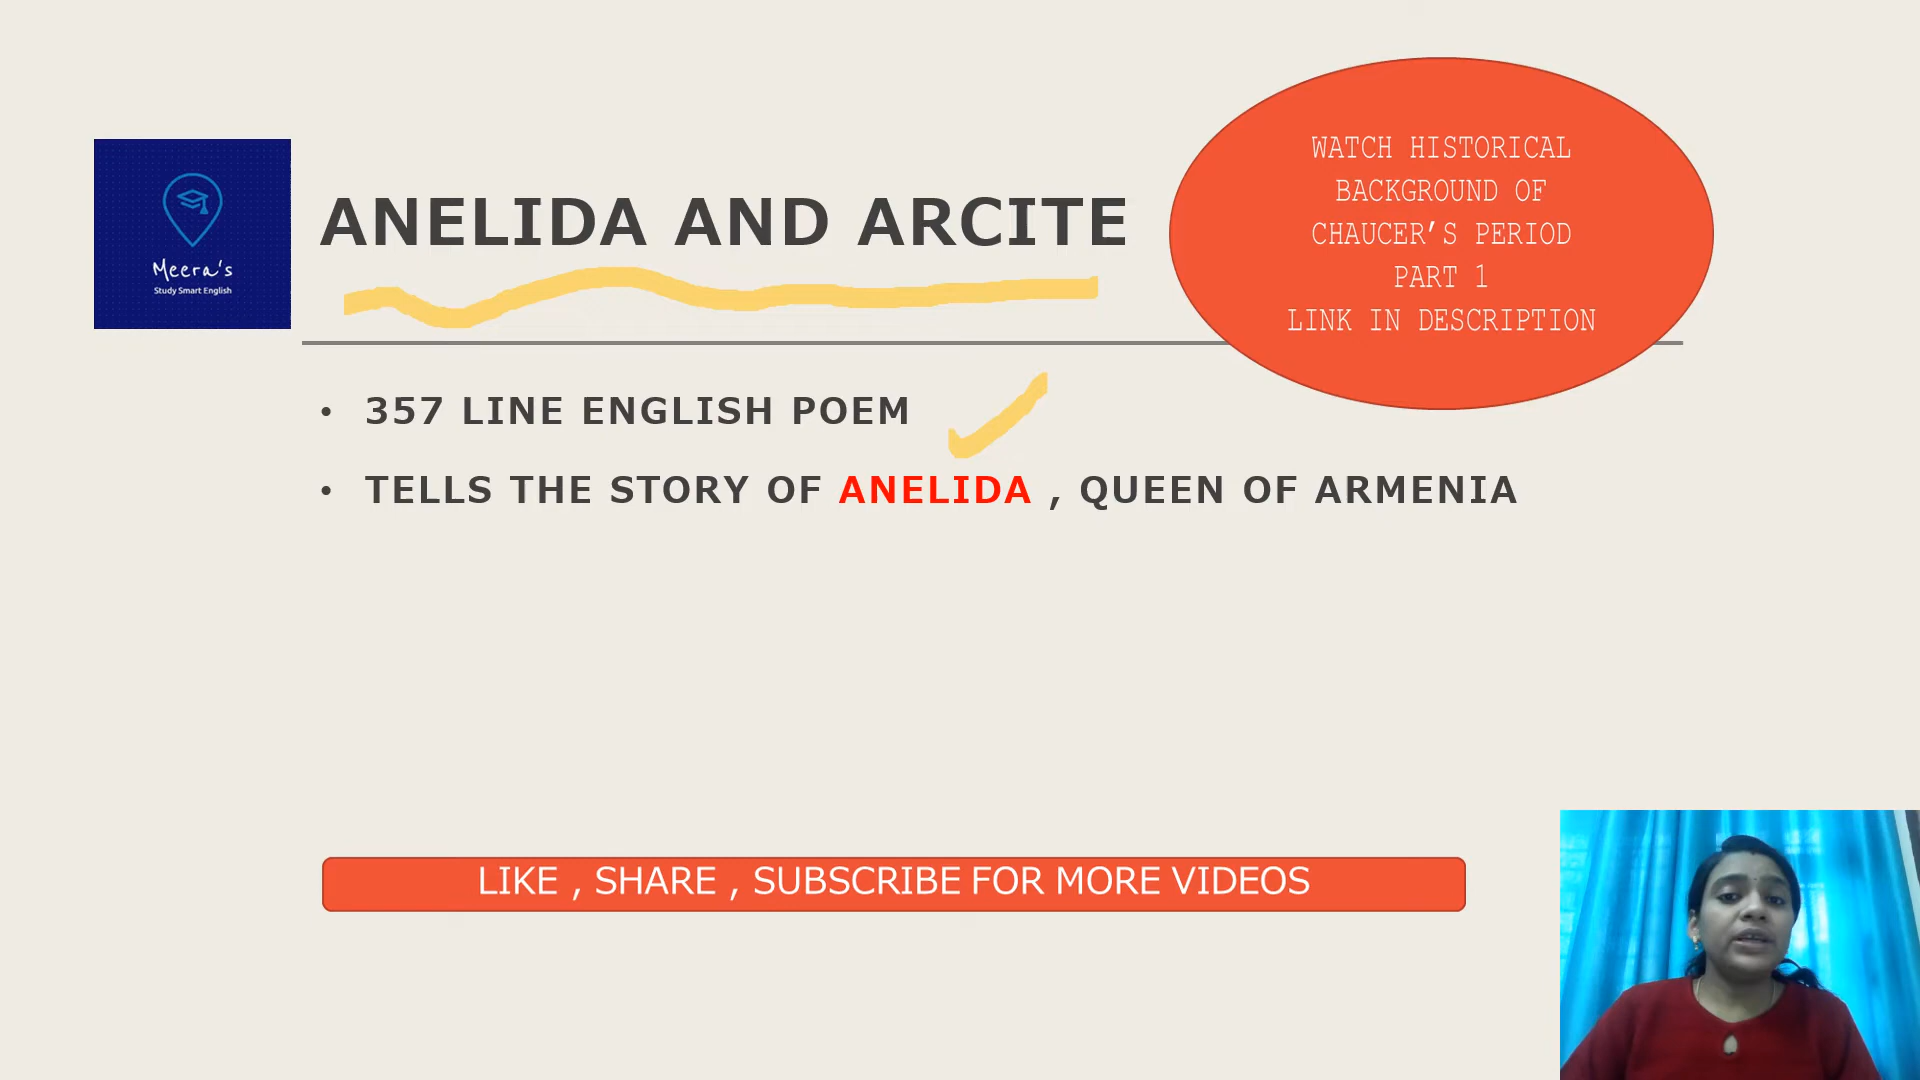 Meera's
Study Smart English
ANELIDA AND ARCITE
WATCH HISTORICAL
BACKGROUND OF
CHAUCER’S PERIOD
PART 1
LINK IN DESCRIPTION
• 357 LINE ENGLISH POEM
• TELLS THE STORY OF ANELIDA , QUEEN OF ARMENIA
LIKE , SHARE , SUBSCRIBE FOR MORE VIDEOS